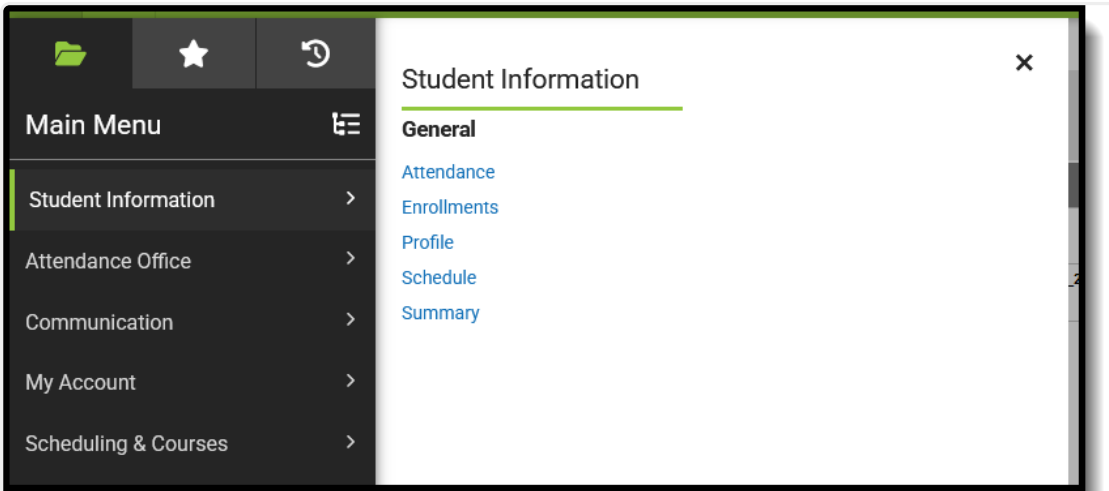 Main Menu
Student Information
Attendance Office
Communication
My Account
Scheduling & Courses
Student Information
General
Attendance
Enrollments
Profile
Schedule
Summary